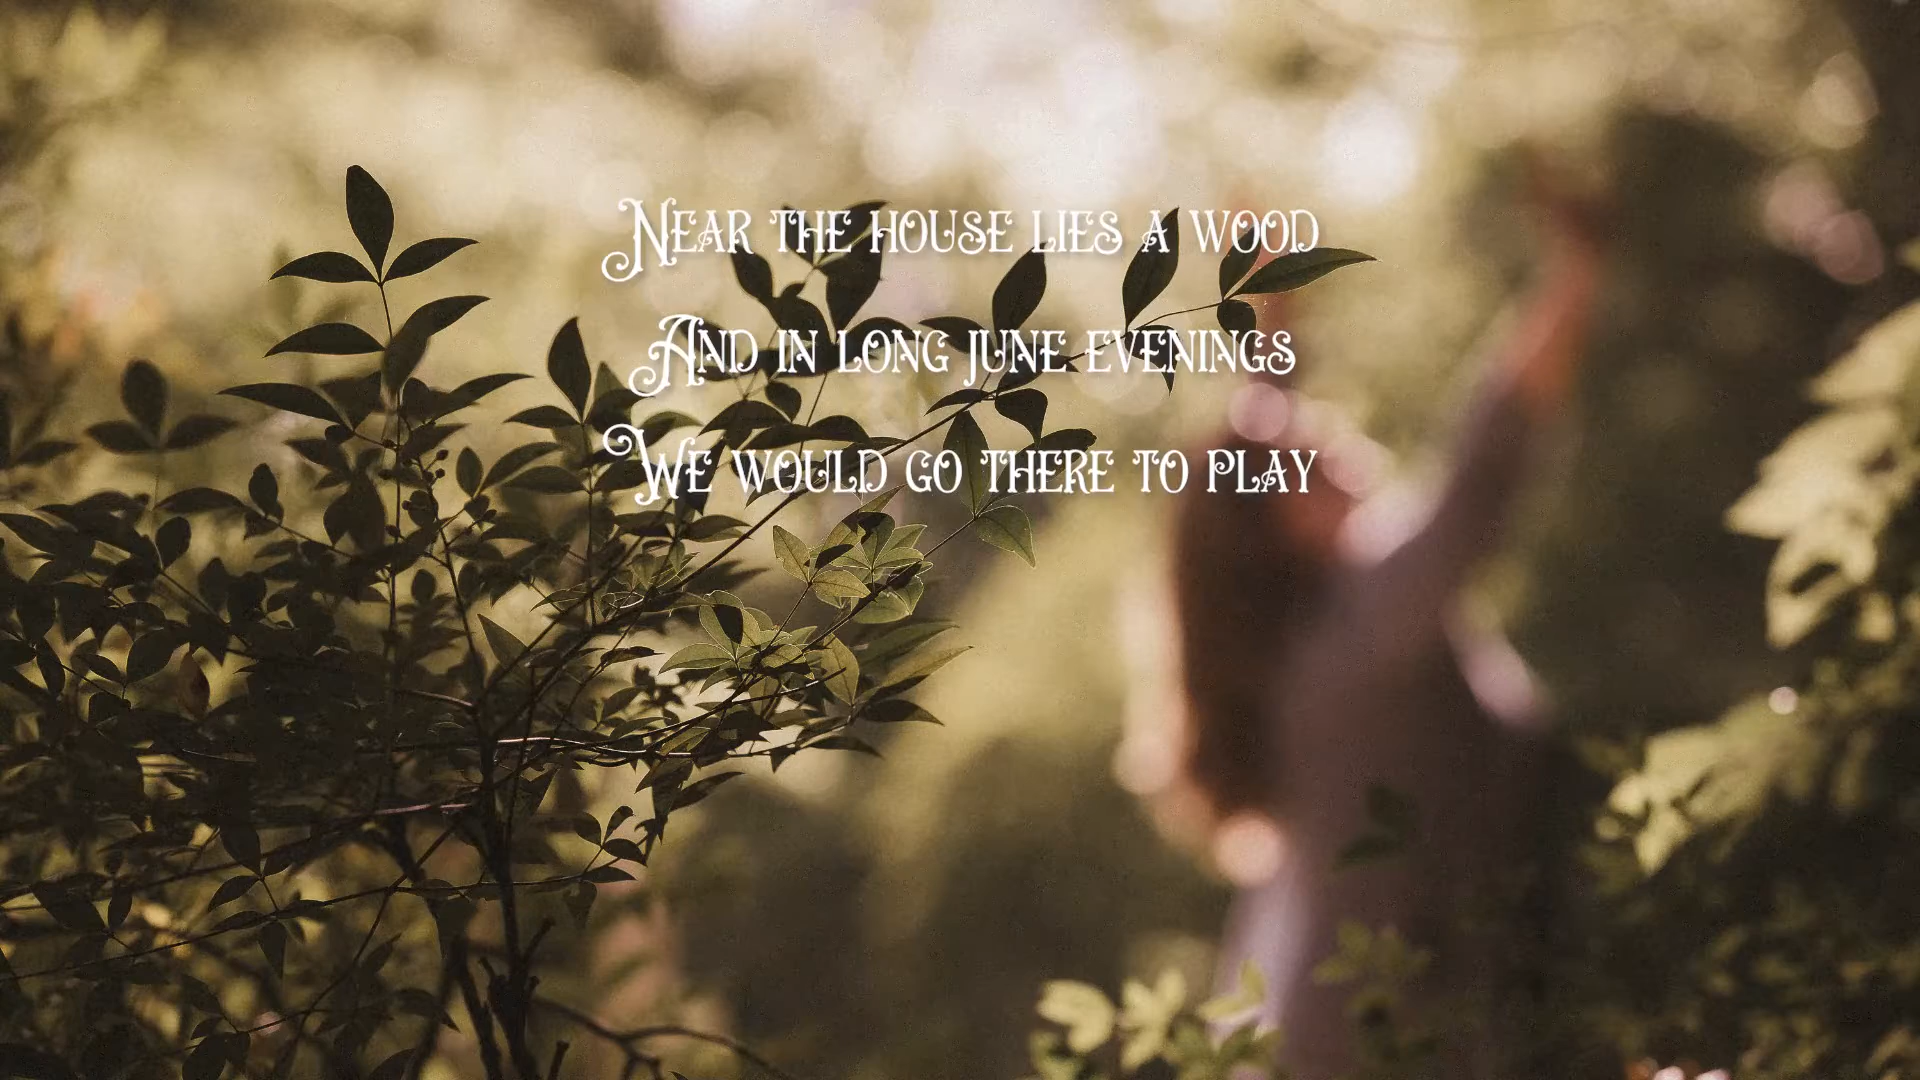 Near the house lies a wood
And in long june evenings
We would go there to play